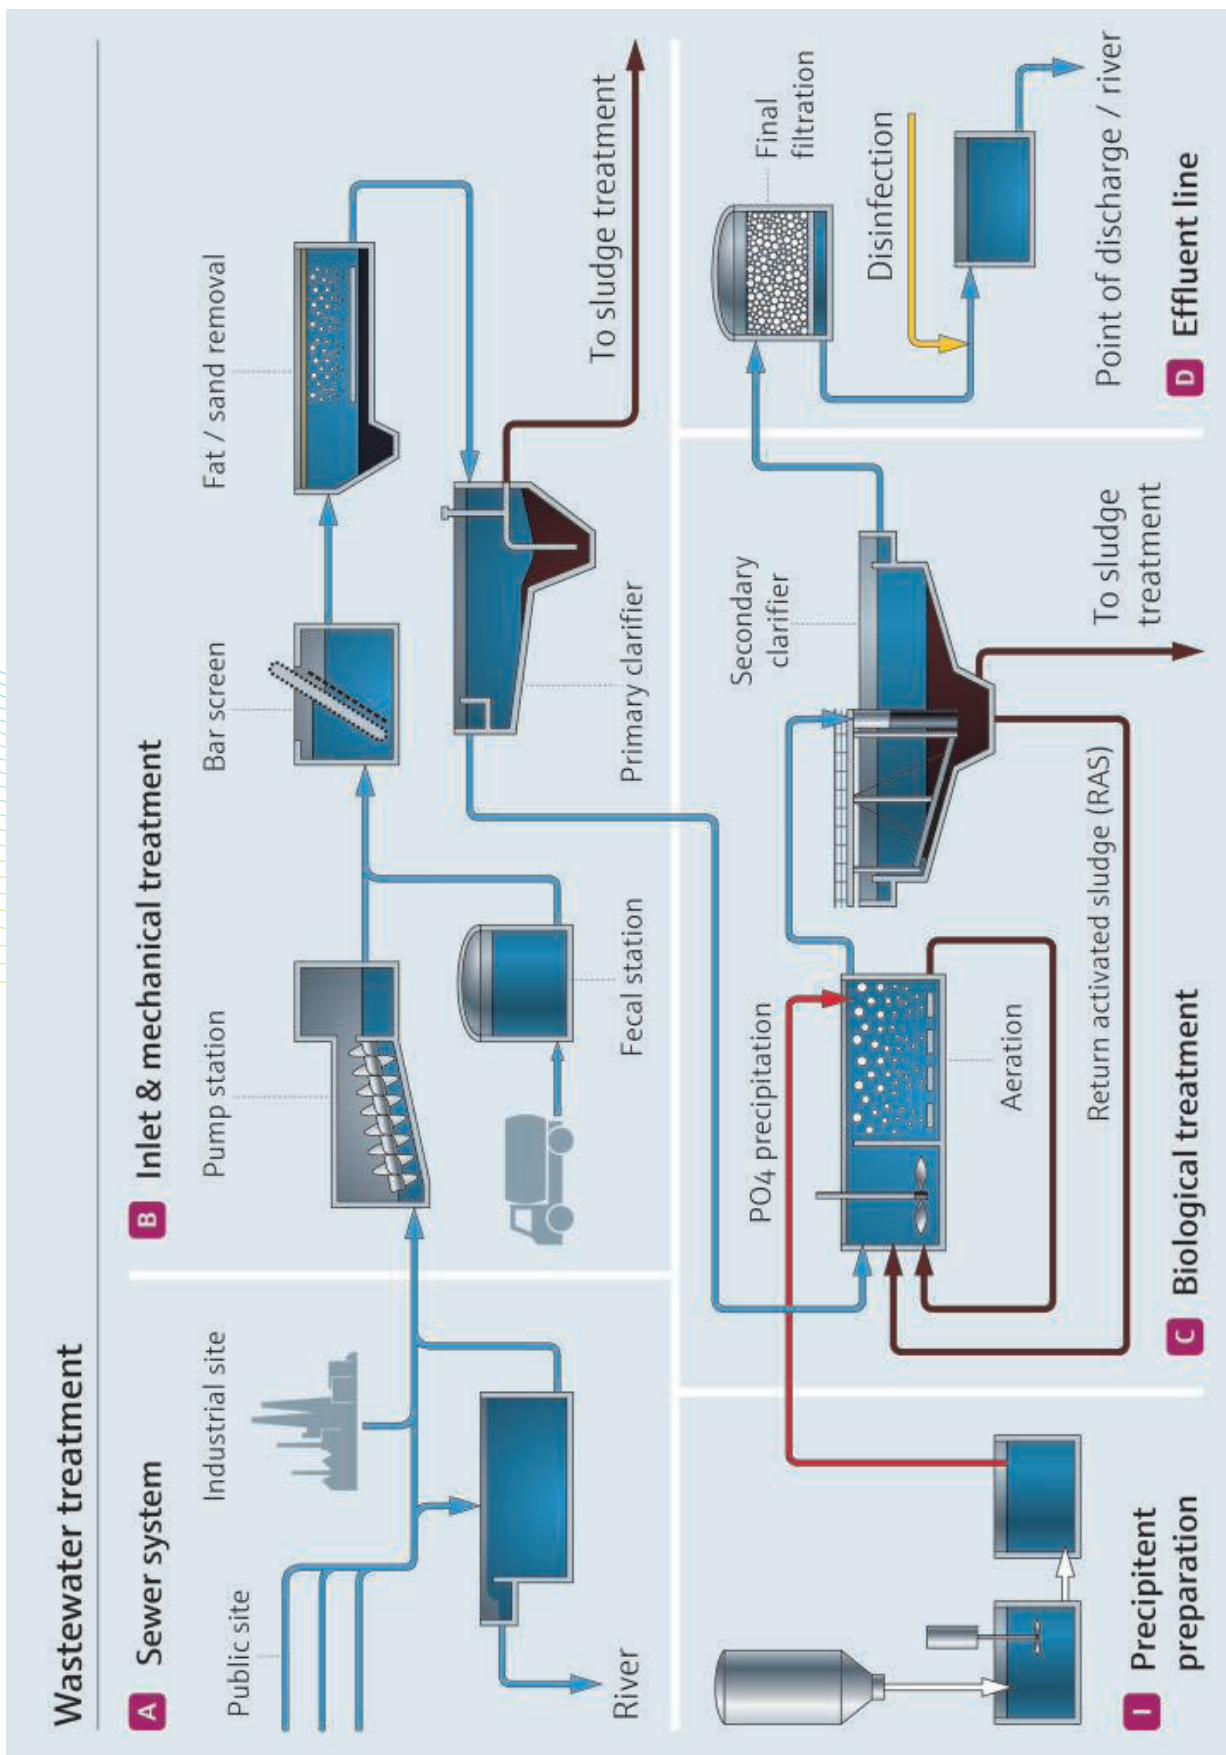 Wastewater treatment
A Sewer system
Public site
Industrial site
River
B Inlet & mechanical treatment
Pump station
Bar screen
Fat / sand removal
Fecal station
Primary clarifier
To sludge treatment
I Precipitent
preparation
C Biological treatment
PO4 precipitation
Aeration
Return activated sludge (RAS)
Secondary
clarifier
To sludge
treatment
D Effluent line
Final
filtration
Disinfection
Point of discharge / river